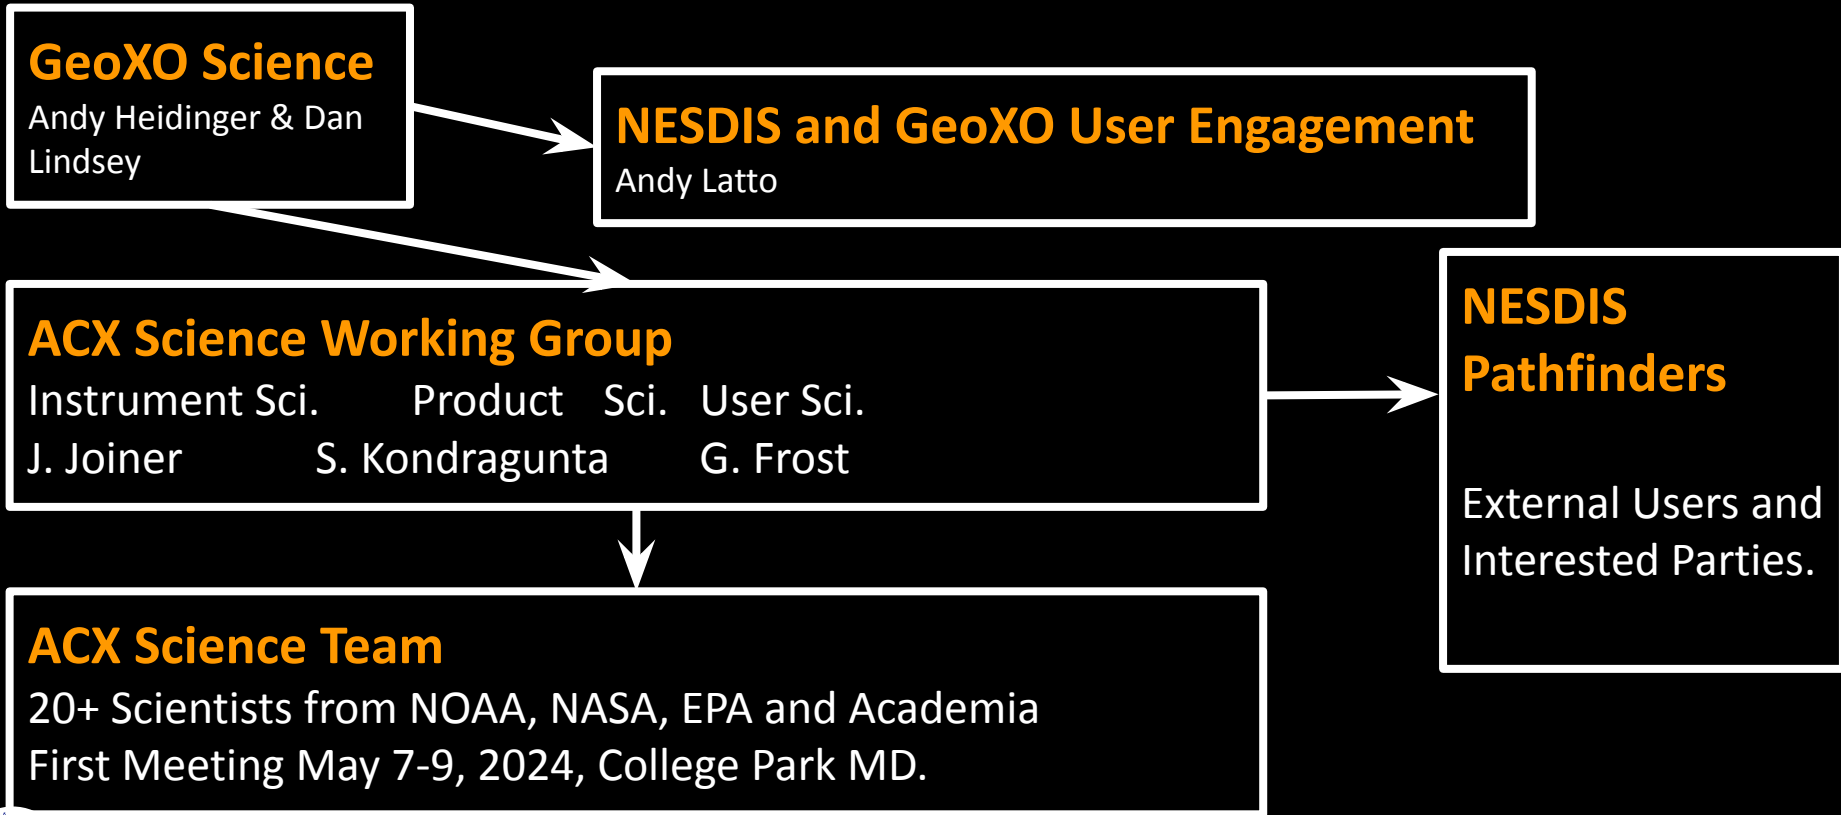 GeoXO Science
Andy Heidinger & Dan
Lindsey
NESDIS and GeoXO User Engagement
Andy Latto
ACX Science Working Group
Instrument Sci. Product Sci. User Sci.
J. Joiner S. Kondragunta G. Frost
NESDIS
Pathfinders
External Users and
Interested Parties.
ACX Science Team
20+ Scientists from NOAA, NASA, EPA and Academia
First Meeting May 7-9, 2024, College Park MD.